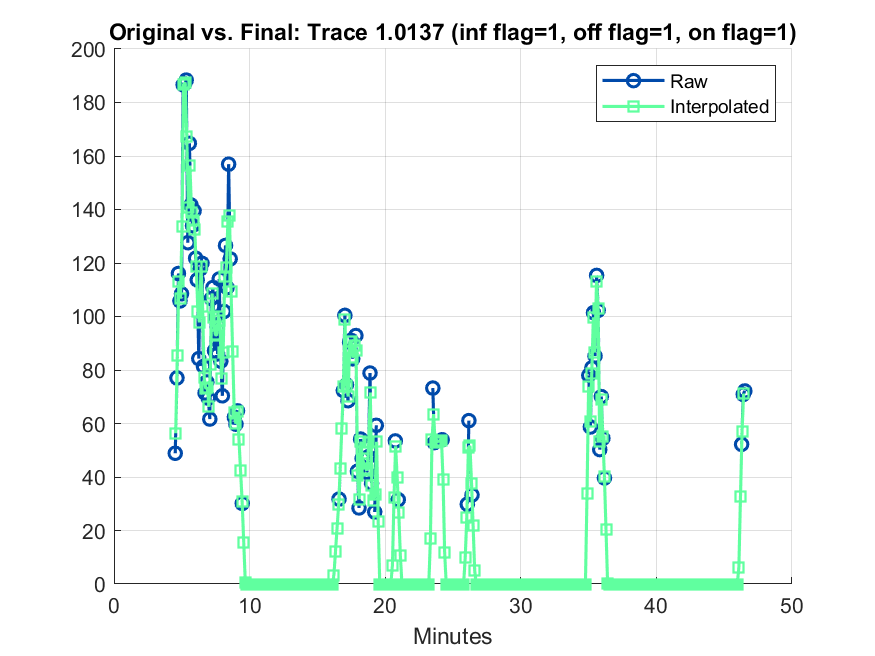 Original vs. Final: Trace 1.0137 (inf flag=1, off flag=1, on flag=1)
200
180
160
140
120
100
80
60
40
20
0
Raw
Interpolated
0 10 20 30 40 50
Minutes